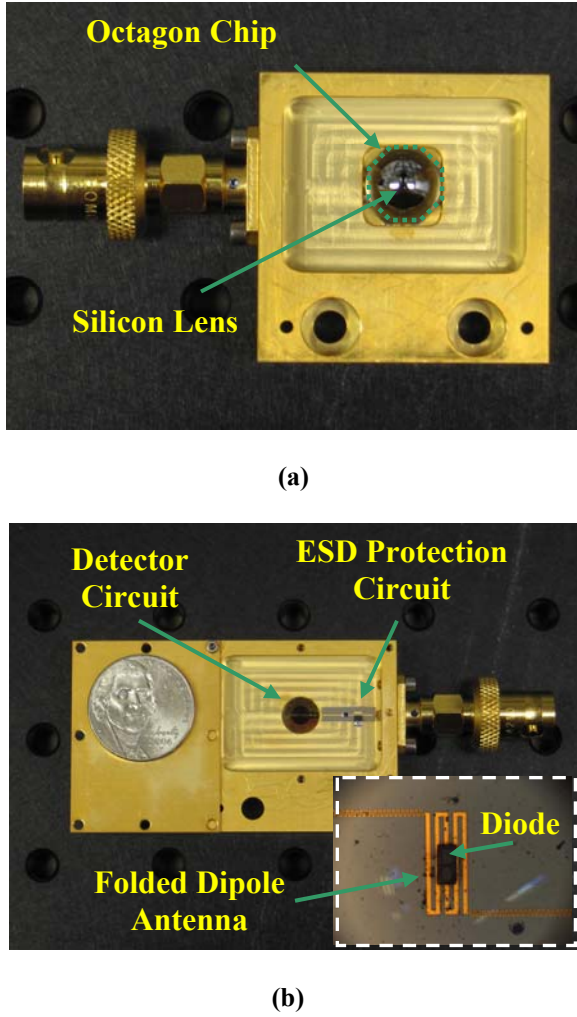 Octagon Chip
Silicon Lens
(a)
Detector
Circuit
ESD Protection
Circuit
Diode
Folded Dipole
Antenna
(b)